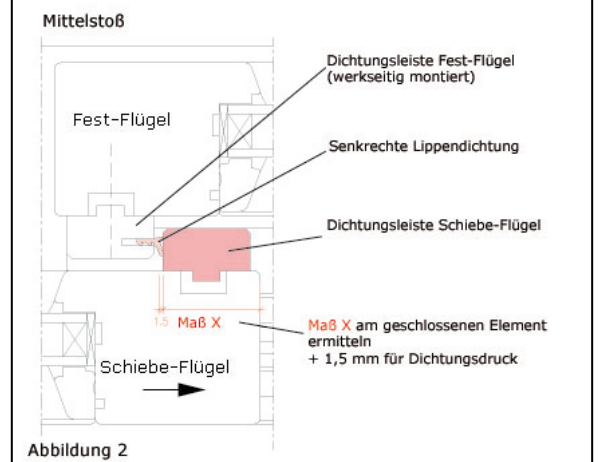 Mittelstoß
Dichtungsleiste Fest-Flügel
(werkseitig montiert)
Fest-Flügel
Senkrechte Lippendichtung
Dichtungsleiste Schiebe-Flügel
1.5 Maß X
Maß X am geschlossenen Element
ermitteln
+ 1,5 mm für Dichtungsdruck
Schiebe-Flügel
Abbildung 2